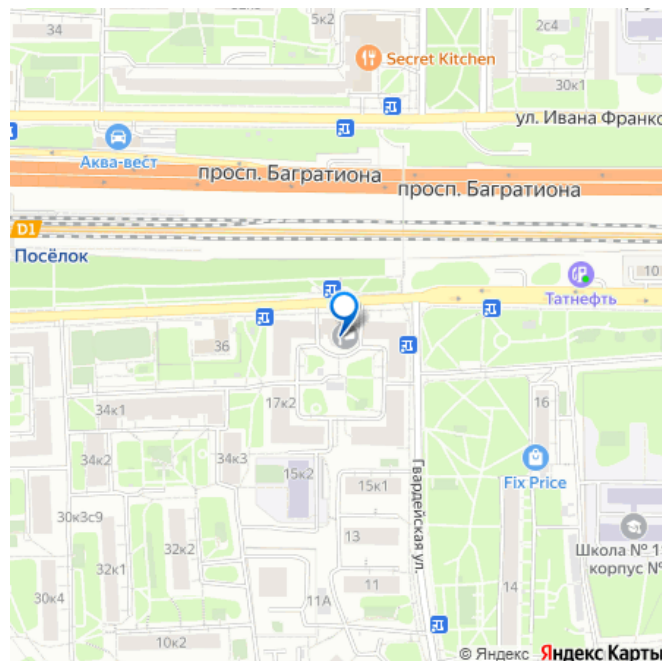 34
5к2
2с4
Secret Kitchen
30к1
ул. Ивана Франко
Аква-вест
просп. Багратиона
просп. Багратиона
D1
Посёлок
10
Татнефть
36
17к2
34к1
16
34к2
34к3
15к2
15к1
Fix Price
Гвардейская ул.
30к3с9
13
Школа № 1
корпус №
32к2
32к1
30к4
11
14
11А
10к2
© Яндекс Яндекс Карты